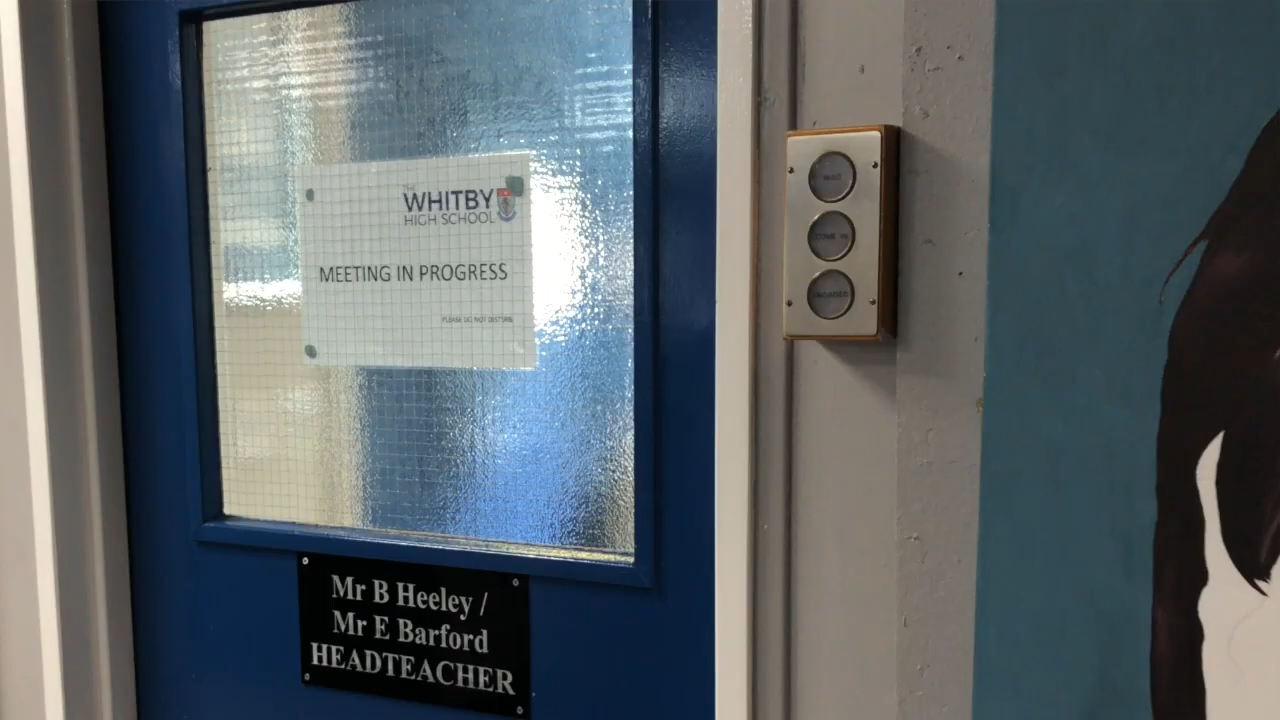 THE
WHITBY
HIGH SCHOOL
MEETING IN PROGRESS
PLEASE DO NOT DISTURB
WAIT
COME IN
ENGAGED
Mr B Heeley /
Mr E Barford
HEADTEACHER